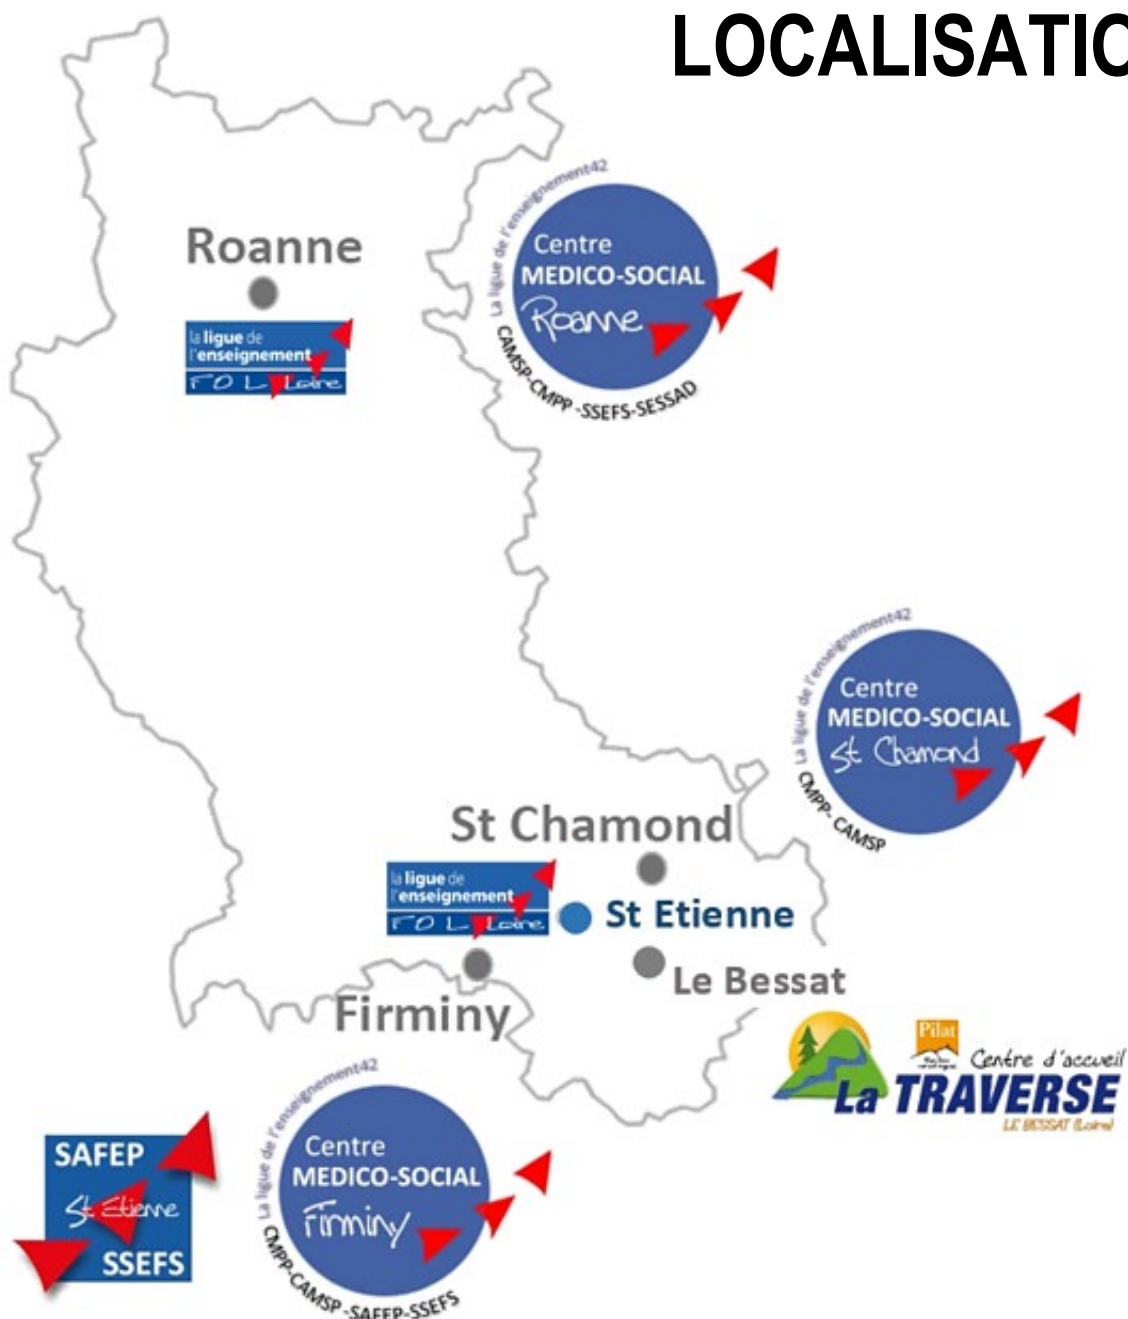 LOCALISATIO
Roanne
la ligue de
l'enseignement
FOL Loire
La ligue de l'enseignement42
Centre
MEDICO-SOCIAL
Roanne
CAMSP-CMPP -SSEFS-SESSAD
La ligue de l'enseignement42
Centre
MEDICO-SOCIAL
St Chamond
CMPP- CAMSP
St Chamond
la ligue de
l'enseignement
FOL Loire
St Etienne
Le Bessat
Firminy
Pilat
Centre d'accueil
La TRAVERSE
LE BESSAT (Loire)
SAFEP
St Etienne
SSEFS
La ligue de l'enseignement42
Centre
MEDICO-SOCIAL
Firminy
CMPP-CAMSP -SAFEP-SSEFS